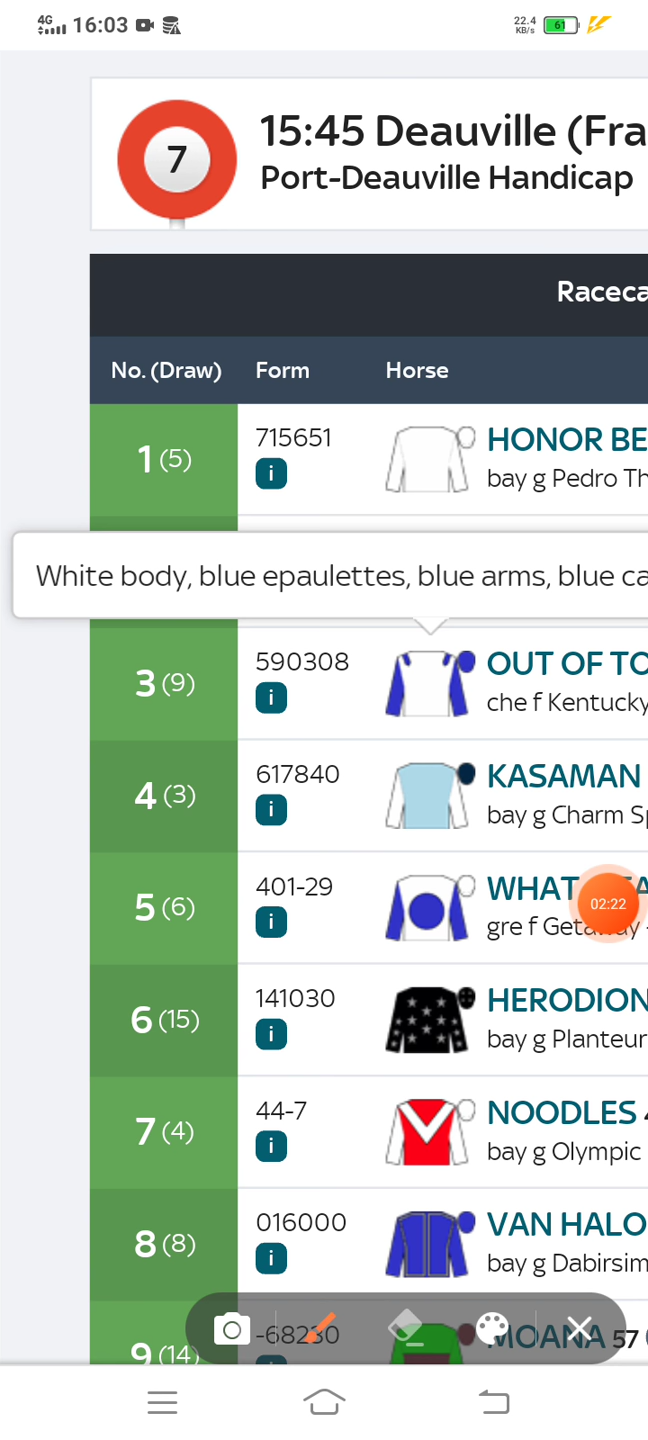 4G 16:03 22.4 KB/s 61
7
15:45 Deauville (Fra
Port-Deauville Handicap
Raceca
No. (Draw) Form Horse
1 (5) 715651 HONOR BE
i bay g Pedro Th
White body, blue epaulettes, blue arms, blue ca
3 (9) 590308 OUT OF TO
i che f Kentucky
4 (3) 617840 KASAMAN
i bay g Charm Sp
5 (6) 401-29 WHAT
02:22
i gre f Getaway -
6 (15) 141030 HERODION
i bay g Planteur
7 (4) 44-7 NOODLES 4
i bay g Olympic
8 (8) 016000 VAN HALO
i bay g Dabirsim
9 (14) -68230 MOANA 57